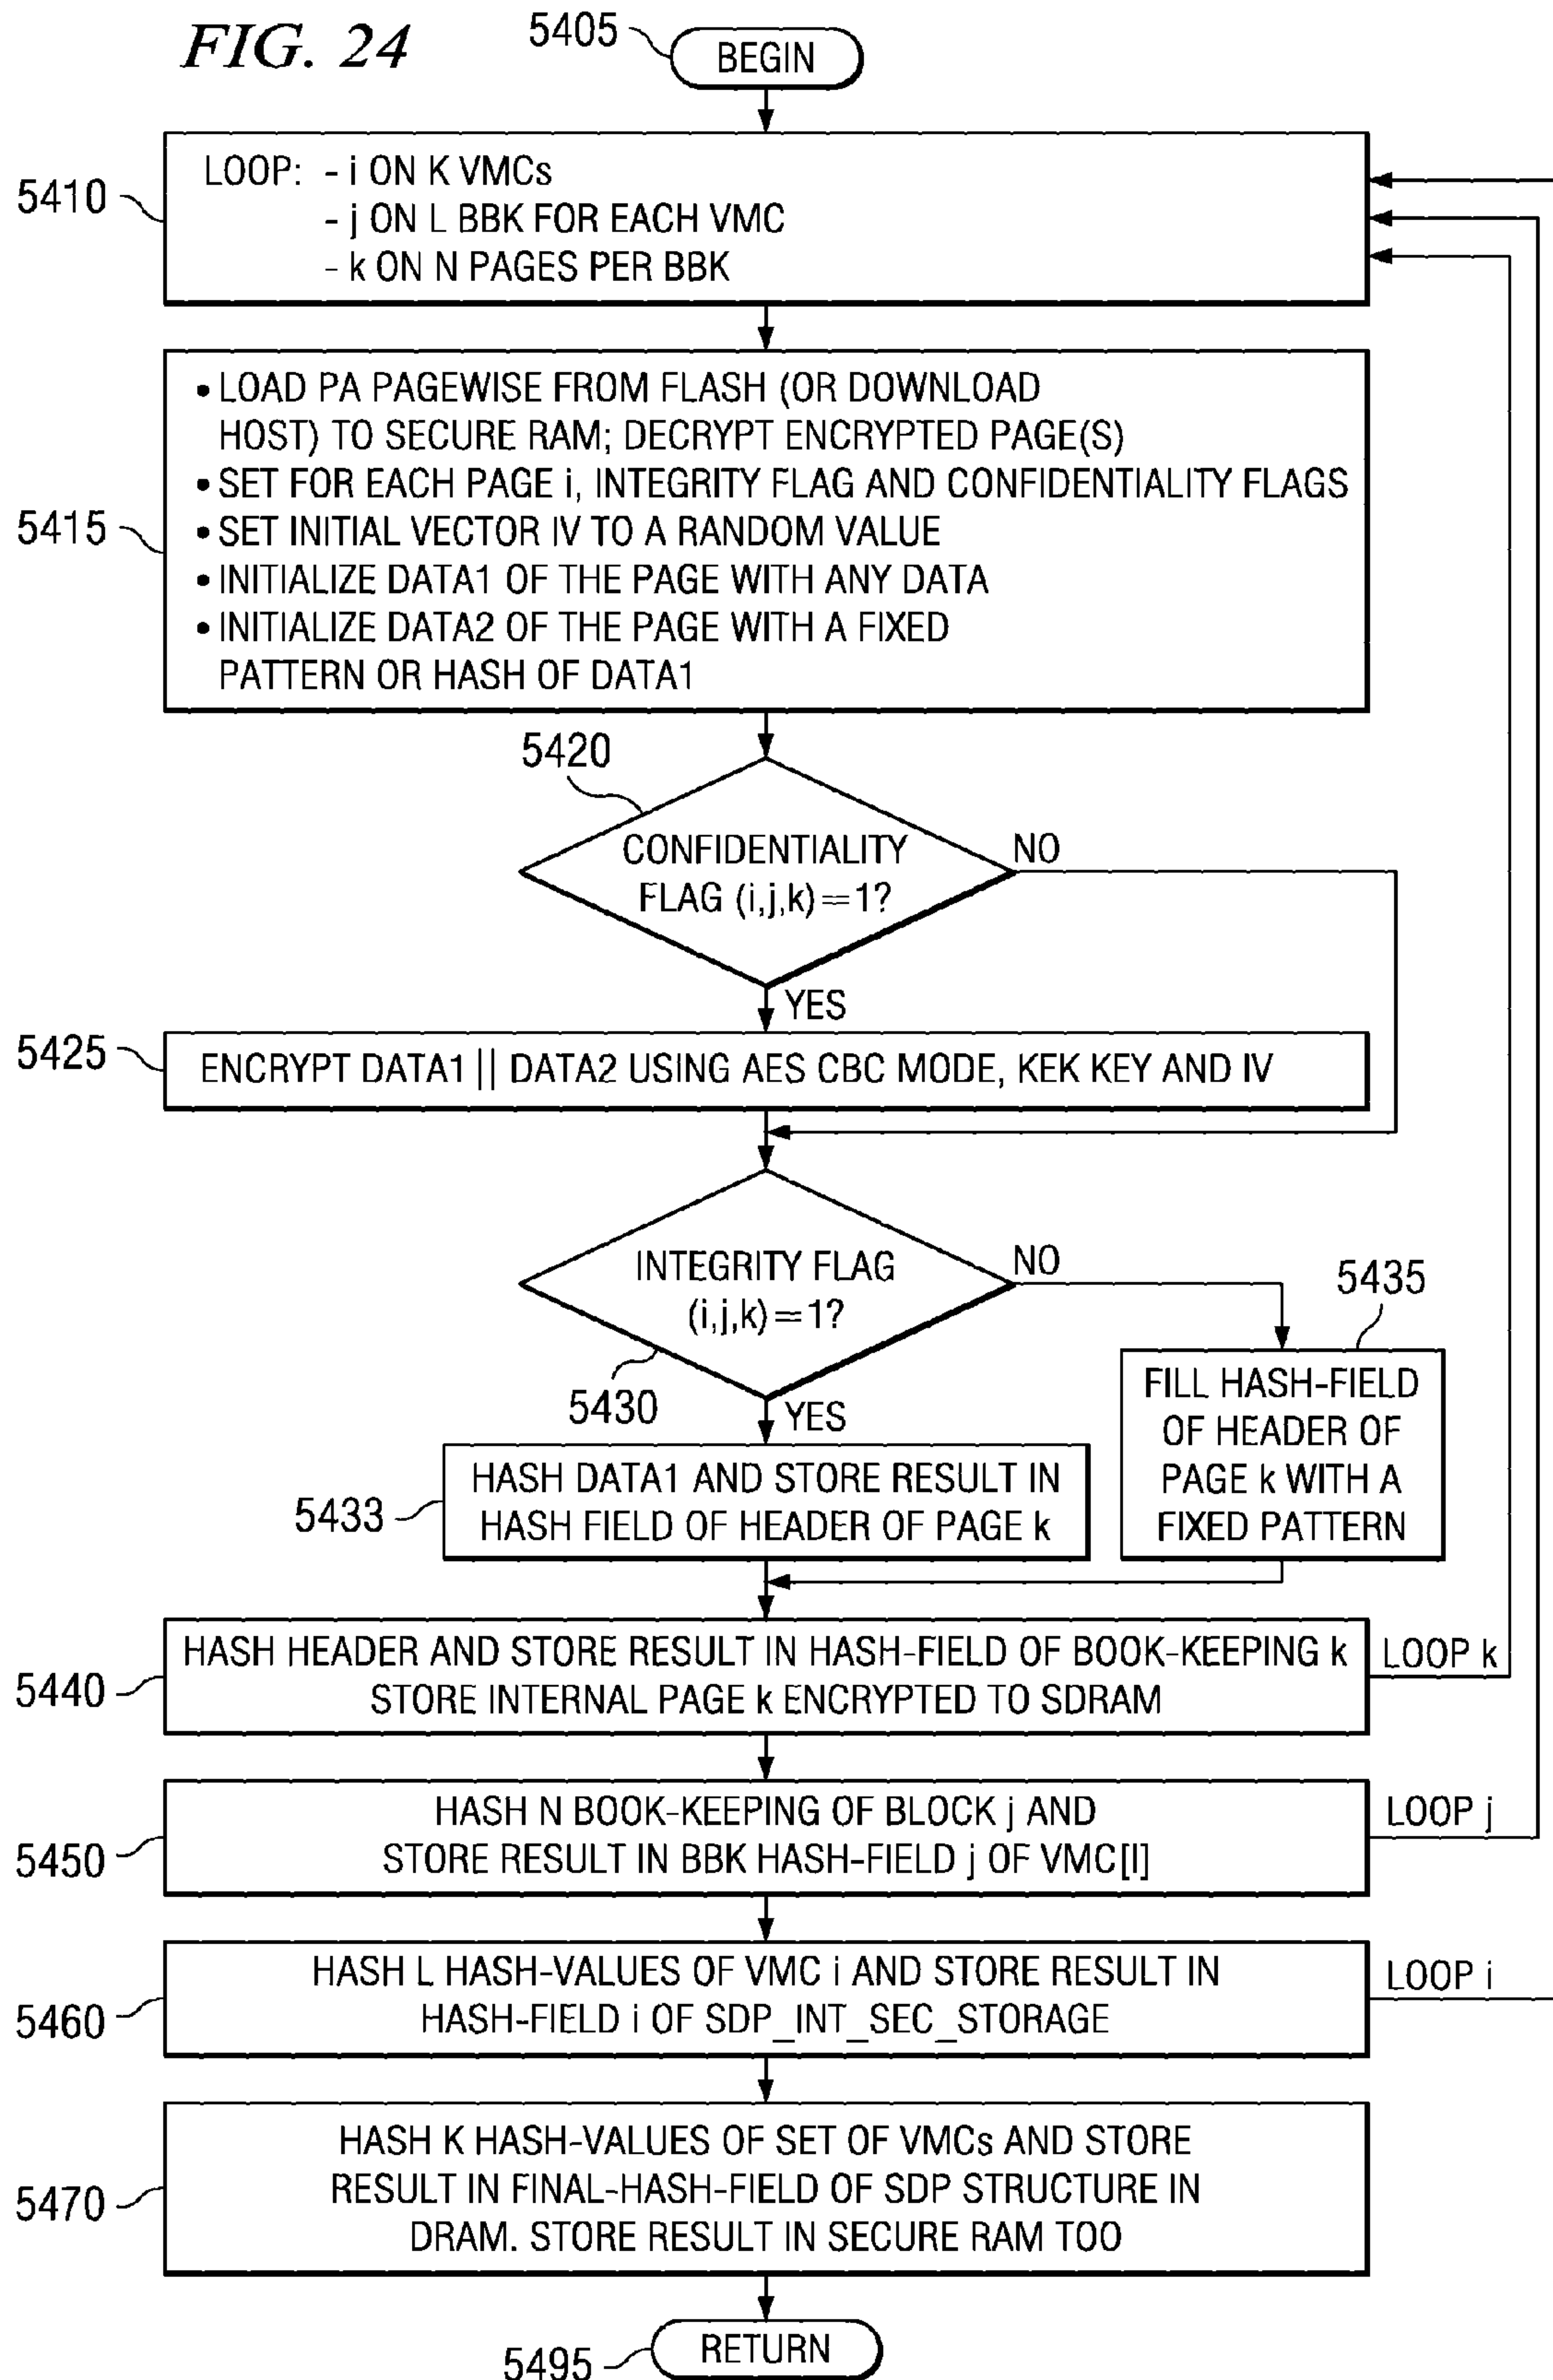 FIG. 24
5405
BEGIN
5410
LOOP: - i ON K VMCs
- j ON L BBK FOR EACH VMC
- k ON N PAGES PER BBK
5415
• LOAD PA PAGEWISE FROM FLASH (OR DOWNLOAD
HOST) TO SECURE RAM; DECRYPT ENCRYPTED PAGE(S)
• SET FOR EACH PAGE i, INTEGRITY FLAG AND CONFIDENTIALITY FLAGS
• SET INITIAL VECTOR IV TO A RANDOM VALUE
• INITIALIZE DATA1 OF THE PAGE WITH ANY DATA
• INITIALIZE DATA2 OF THE PAGE WITH A FIXED
PATTERN OR HASH OF DATA1
5420
CONFIDENTIALITY
FLAG (i,j,k)=1?
NO
YES
5425
ENCRYPT DATA1 || DATA2 USING AES CBC MODE, KEK KEY AND IV
INTEGRITY FLAG
(i,j,k)=1?
NO
5430
YES
5435
FILL HASH-FIELD
OF HEADER OF
PAGE k WITH A
FIXED PATTERN
5433
HASH DATA1 AND STORE RESULT IN
HASH FIELD OF HEADER OF PAGE k
5440
HASH HEADER AND STORE RESULT IN HASH-FIELD OF BOOK-KEEPING k
STORE INTERNAL PAGE k ENCRYPTED TO SDRAM
LOOP k
5450
HASH N BOOK-KEEPING OF BLOCK j AND
STORE RESULT IN BBK HASH-FIELD j OF VMC[I]
LOOP j
5460
HASH L HASH-VALUES OF VMC i AND STORE RESULT IN
HASH-FIELD i OF SDP_INT_SEC_STORAGE
LOOP i
5470
HASH K HASH-VALUES OF SET OF VMCs AND STORE
RESULT IN FINAL-HASH-FIELD OF SDP STRUCTURE IN
DRAM. STORE RESULT IN SECURE RAM TOO
5495
RETURN